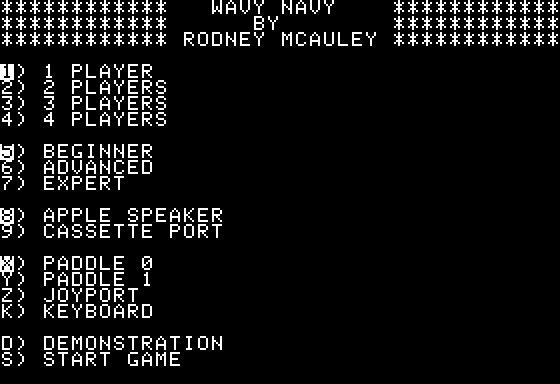 ************ WAVY NAVY ************
************ BY ************
************ RODNEY MCAULEY ************
1) 1 PLAYER
2) 2 PLAYERS
3) 3 PLAYERS
4) 4 PLAYERS
5) BEGINNER
6) ADVANCED
7) EXPERT
8) APPLE SPEAKER
9) CASSETTE PORT
X) PADDLE 0
Y) PADDLE 1
Z) JOYPORT
K) KEYBOARD
D) DEMONSTRATION
S) START GAME